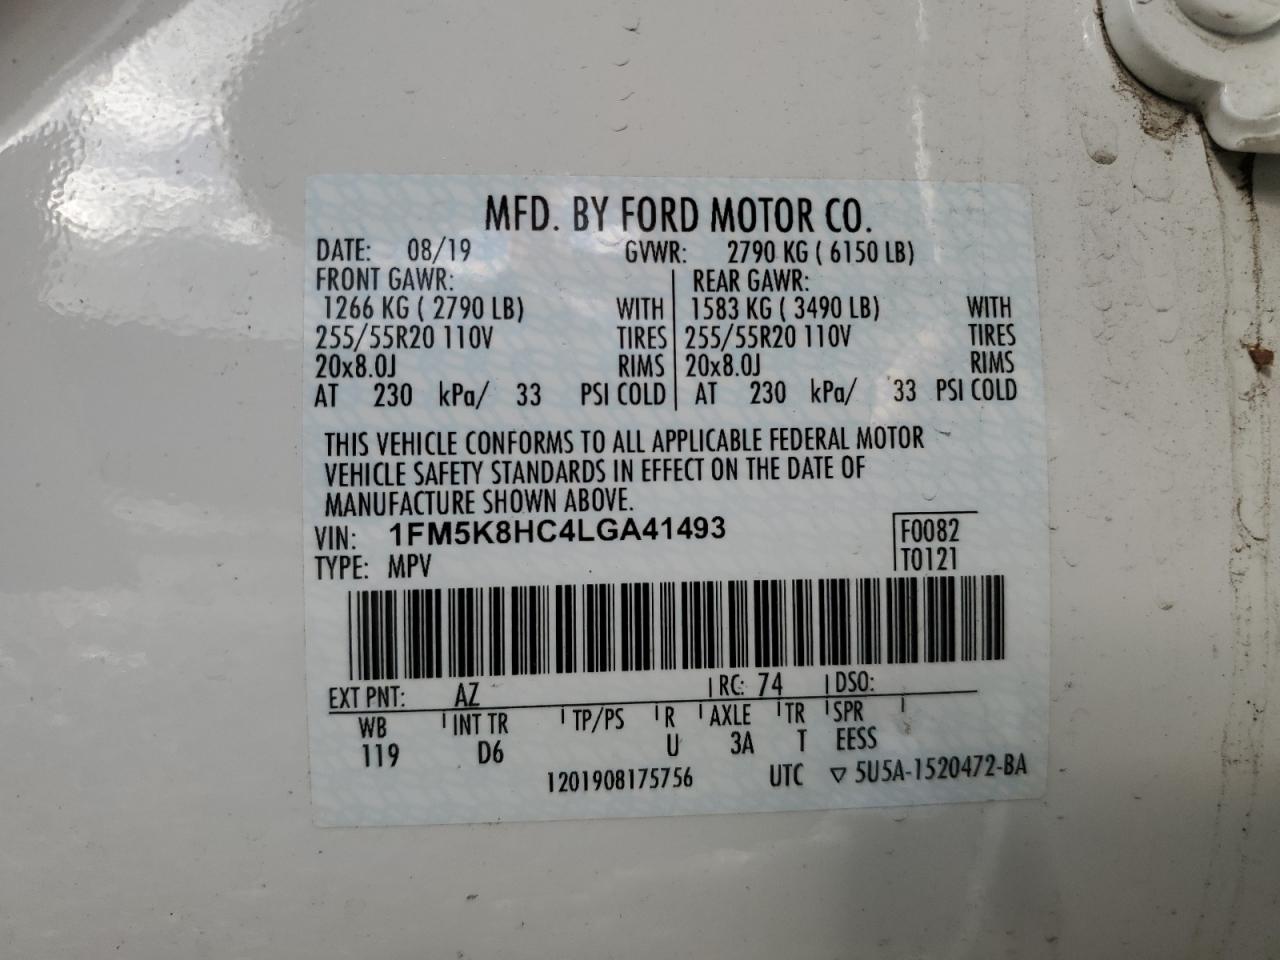 MFD. BY FORD MOTOR CO.
DATE: 08/19 GVWR: 2790 KG ( 6150 LB)
FRONT GAWR: REAR GAWR:
1266 KG ( 2790 LB) WITH 1583 KG ( 3490 LB) WITH
255/55R20 110V TIRES 255/55R20 110V TIRES
20x8.0J RIMS 20x8.0J RIMS
AT 230 kPa/ 33 PSI COLD AT 230 kPa/ 33 PSI COLD
THIS VEHICLE CONFORMS TO ALL APPLICABLE FEDERAL MOTOR
VEHICLE SAFETY STANDARDS IN EFFECT ON THE DATE OF
MANUFACTURE SHOWN ABOVE.
VIN: 1FM5K8HC4LGA41493 F0082
TYPE: MPV T0121
EXT PNT: AZ RC: 74 DSO:
WB INT TR TP/PS R AXLE TR SPR
119 D6 U 3A T EESS
1201908175756 UTC ▽ 5U5A-1520472-BA